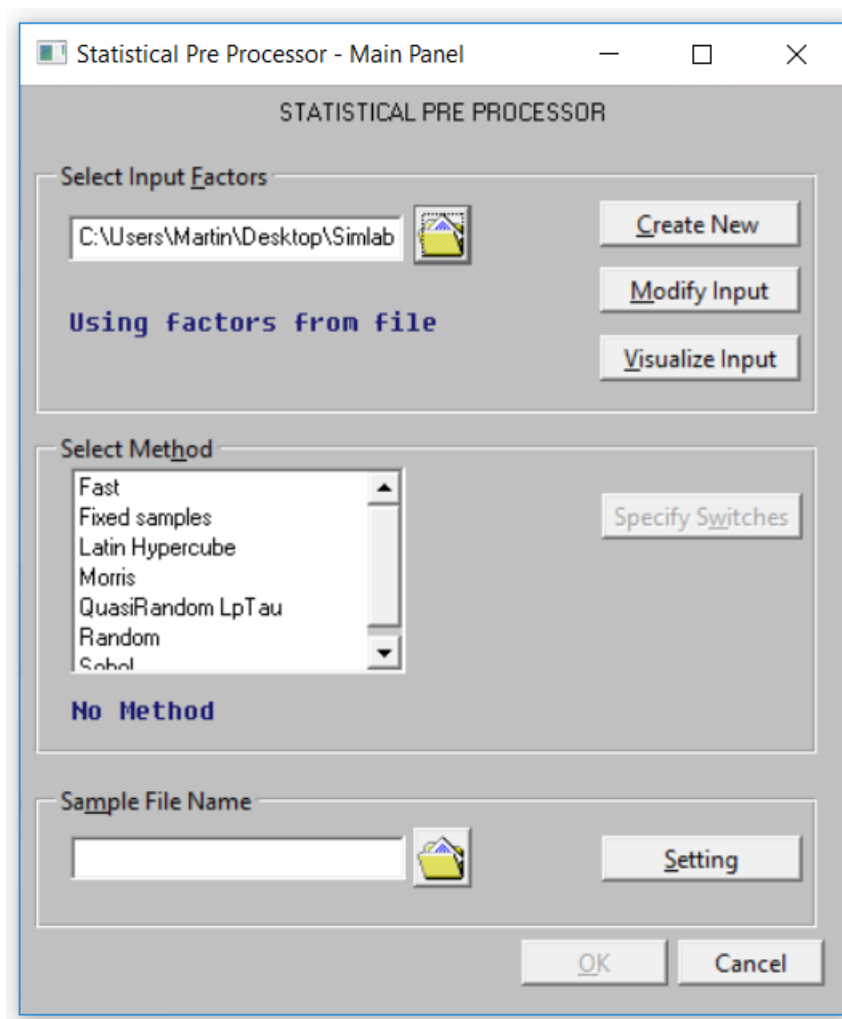 Statistical Pre Processor - Main Panel
STATISTICAL PRE PROCESSOR
Select Input Factors
C:\Users\Martin\Desktop\Simlab
Create New
Modify Input
Using factors from file
Visualize Input
Select Method
Fast
Fixed samples
Latin Hypercube
Morris
QuasiRandom LpTau
Random
Sobol
Specify Switches
No Method
Sample File Name
Setting
OK
Cancel